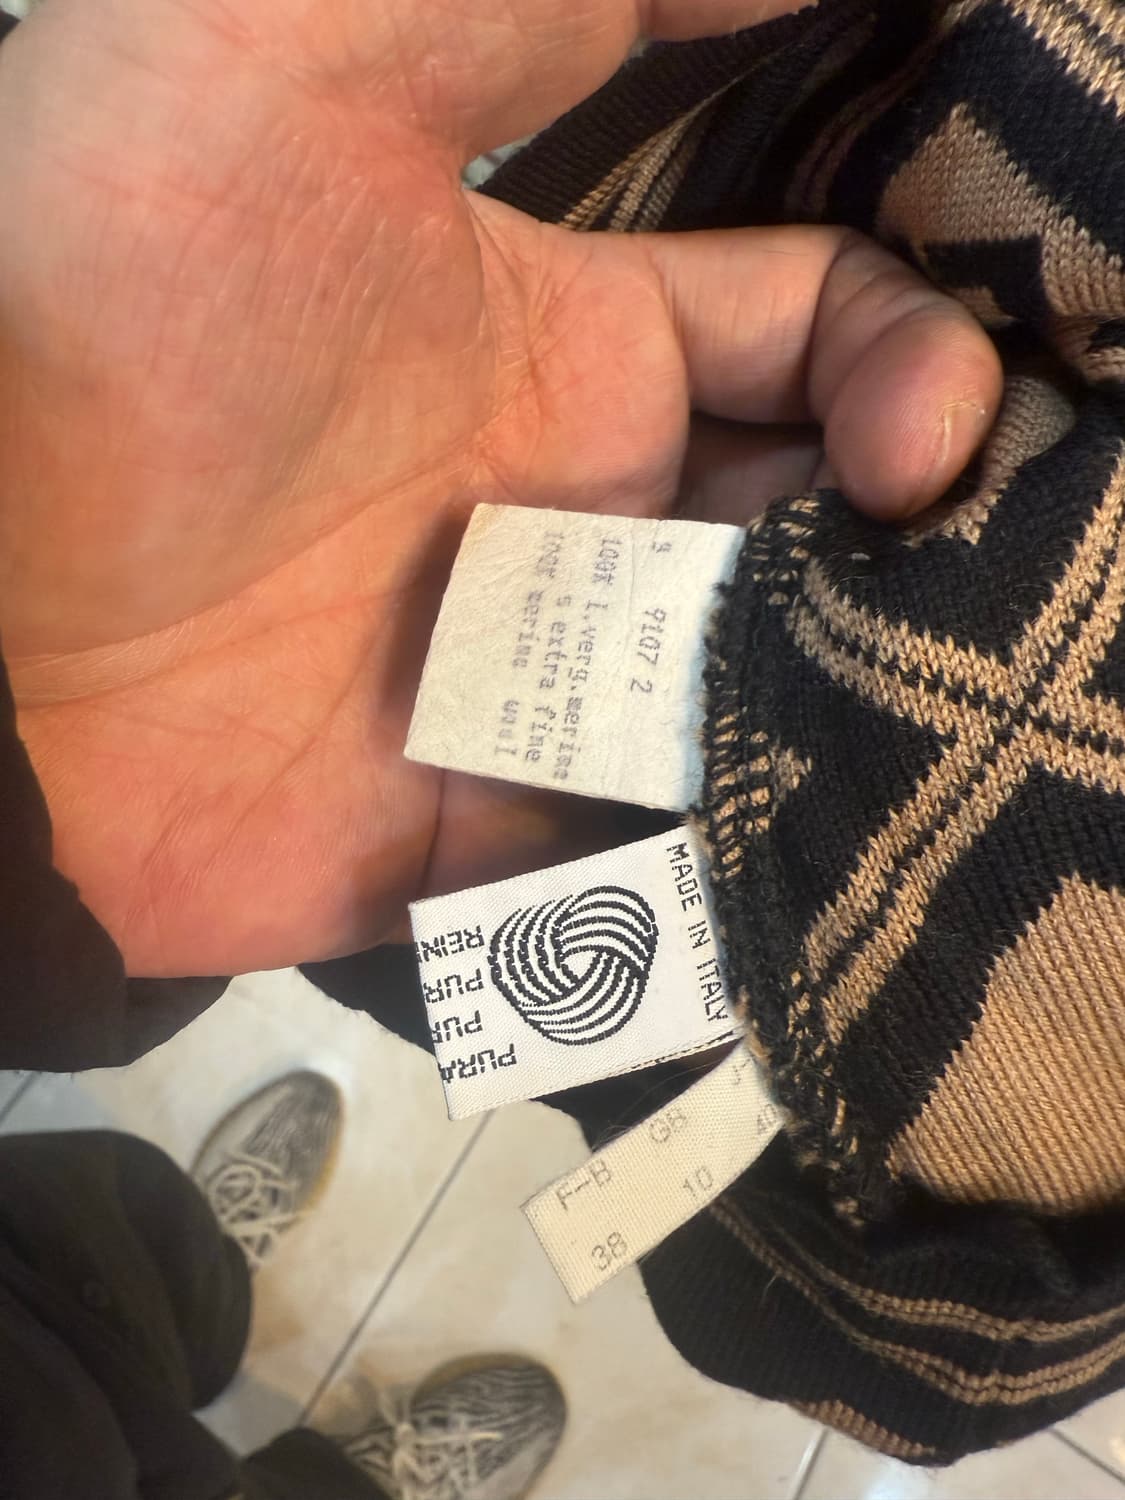 9107 2
100% l.verg.merino
s extra fine
100% merino wool
MADE IN ITALY
PURA
PUR
PUR
REIN
F-B
38
GB
10
40